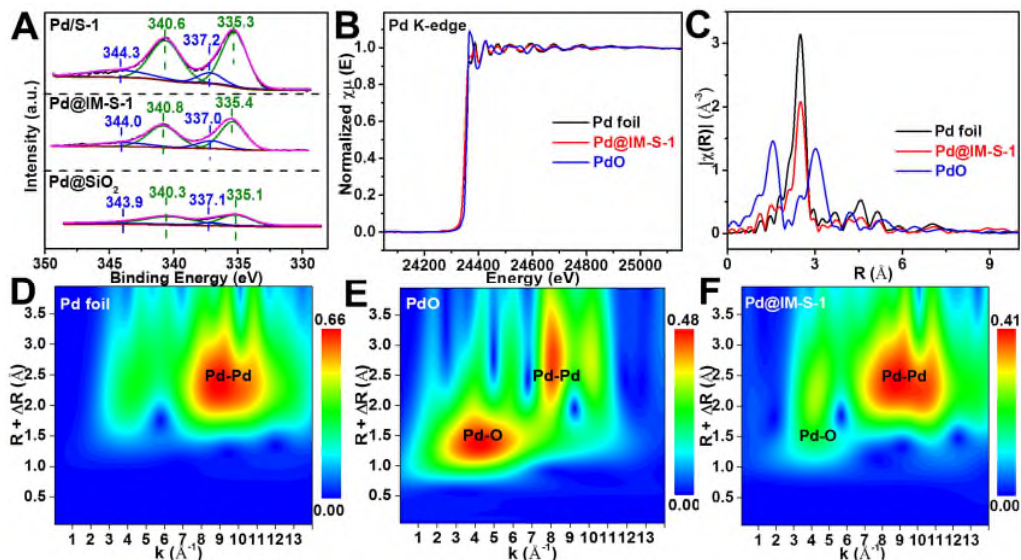 A
Pd/S-1
340.6
335.3
344.3
337.2
Pd@IM-S-1
340.8
335.4
344.0
337.0
Pd@SiO2
340.3
335.1
343.9
337.1
Intensity (a.u.)
350 345 340 335 330
Binding Energy (eV)
B
Pd K-edge
1.0
0.8
0.6
0.4
0.2
0.0
Normalized χμ (E)
Pd foil
Pd@IM-S-1
PdO
24200 24400 24600 24800 25000
Energy (eV)
C
4
3
2
1
0
|χ(R)| (Å-3)
Pd foil
Pd@IM-S-1
PdO
0 3 6 9
R (Å)
D
Pd foil
3.5
3.0
2.5
2.0
1.5
1.0
0.5
R + ΔR (Å)
Pd-Pd
0.66
0.00
1 2 3 4 5 6 7 8 9 10 11 12 13
k (Å-1)
E
PdO
3.5
3.0
2.5
2.0
1.5
1.0
0.5
R + ΔR (Å)
Pd-Pd
Pd-O
0.48
0.00
1 2 3 4 5 6 7 8 9 10 11 12 13
k (Å-1)
F
Pd@IM-S-1
3.5
3.0
2.5
2.0
1.5
1.0
0.5
R + ΔR (Å)
Pd-Pd
Pd-O
0.41
0.00
1 2 3 4 5 6 7 8 9 10 11 12 13
k (Å-1)